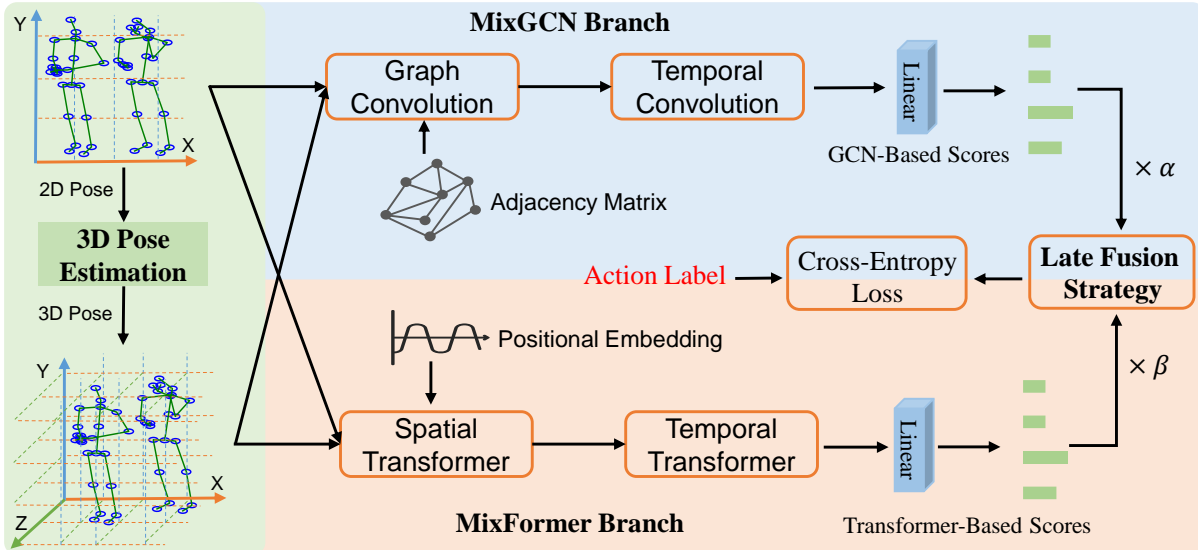 Y
X
2D Pose
3D Pose
Estimation
3D Pose
Y
X
Z
MixGCN Branch
Graph
Convolution
Temporal
Convolution
Linear
GCN-Based Scores
Adjacency Matrix
× α
Action Label
Cross-Entropy
Loss
Late Fusion
Strategy
Positional Embedding
× β
Spatial
Transformer
Temporal
Transformer
Linear
Transformer-Based Scores
MixFormer Branch